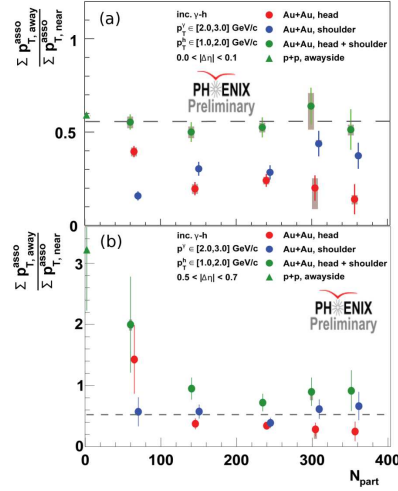 Σ p_T, away^asso / Σ p_T, near^asso
(a)
inc. γ-h
p_T^γ ∈ [2.0,3.0] GeV/c
p_T^h ∈ [1.0,2.0] GeV/c
0.0 < |Δη| < 0.1
Au+Au, head
Au+Au, shoulder
Au+Au, head + shoulder
p+p, awayside
PHENIX
Preliminary
1
0.5
0
Σ p_T, away^asso / Σ p_T, near^asso
(b)
inc. γ-h
p^γ ∈ [2.0,3.0] GeV/c
p_T^h ∈ [1.0,2.0] GeV/c
0.5 < |Δη| < 0.7
Au+Au, head
Au+Au, shoulder
Au+Au, head + shoulder
p+p, awayside
PHENIX
Preliminary
3
2
1
0
0 100 200 300 400
N_part